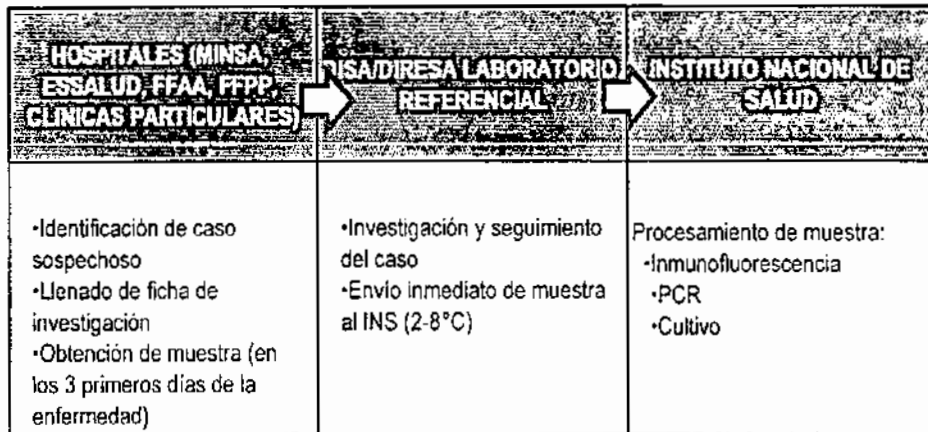 HOSPITALES (MINSA,
ESSALUD, FFAA, FFPP,
CLINICAS PARTICULARES)
DISA/DIRESA LABORATORIO
REFERENCIAL
INSTITUTO NACIONAL DE
SALUD
•Identificación de caso
sospechoso
•Llenado de ficha de
investigación
•Obtención de muestra (en
los 3 primeros días de la
enfermedad)
•Investigación y seguimiento
del caso
•Envío inmediato de muestra
al INS (2-8°C)
Procesamiento de muestra:
•Inmunofluorescencia
•PCR
•Cultivo